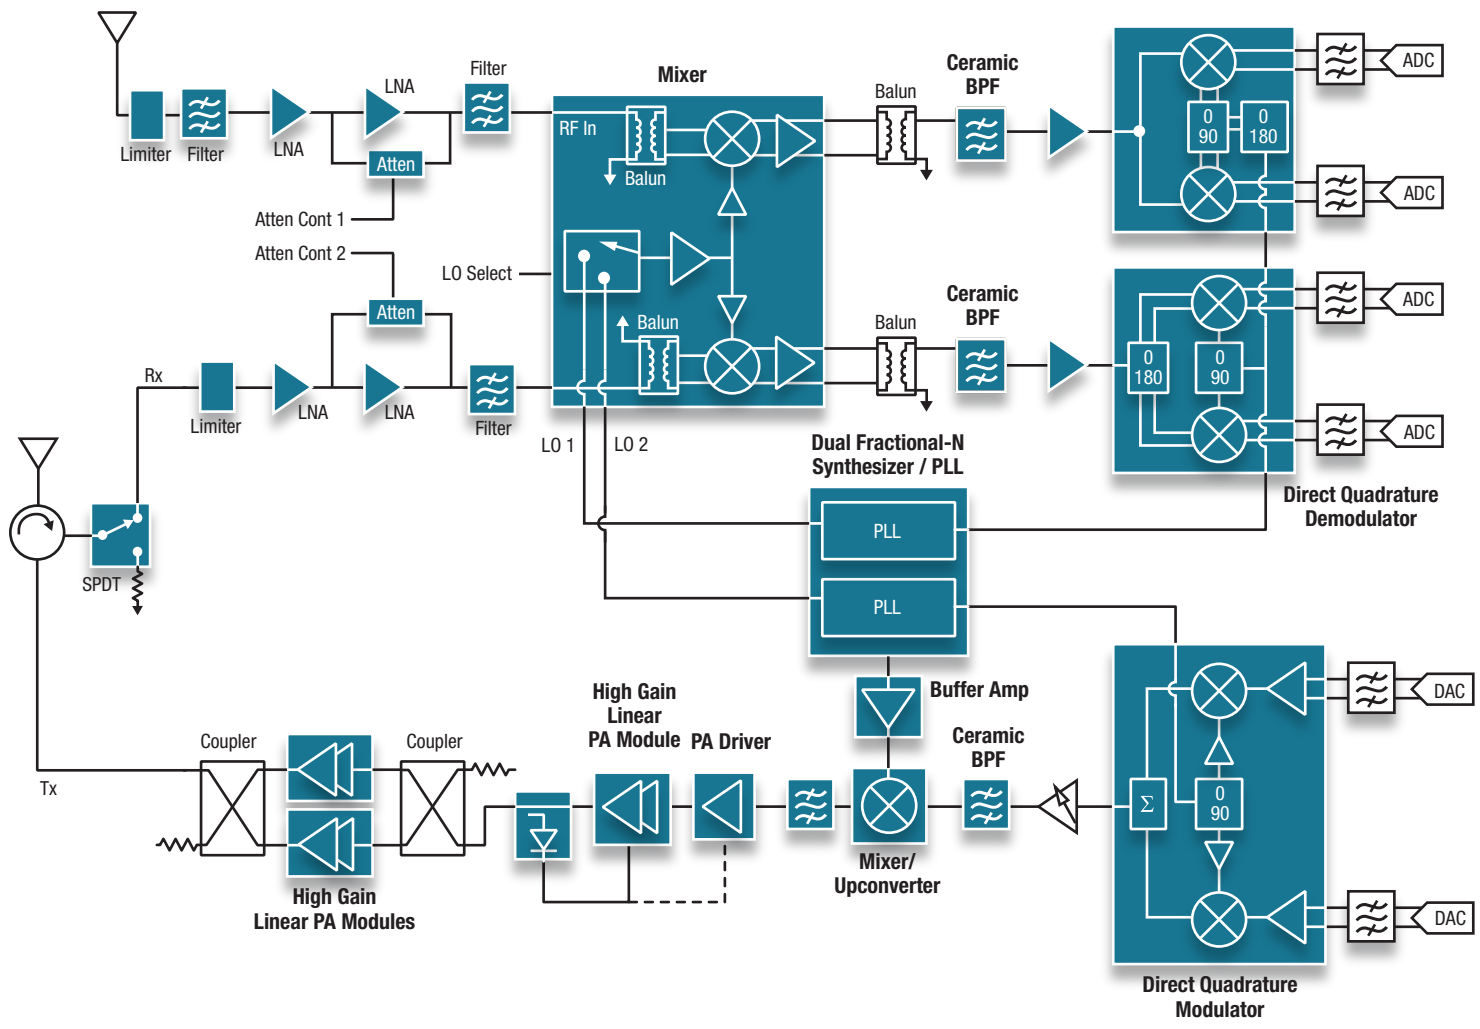 Mixer
Ceramic
BPF
Filter
LNA
Balun
ADC
RF In
0
90
0
180
Limiter
Filter
LNA
Atten
Balun
ADC
Atten Cont 1
Atten Cont 2
LO Select
Ceramic
BPF
ADC
Atten
Balun
Balun
0
180
0
90
Rx
LNA
LNA
Limiter
Filter
ADC
LO 1
LO 2
Dual Fractional-N
Synthesizer / PLL
Direct Quadrature
Demodulator
PLL
SPDT
PLL
High Gain
Linear
PA Module
PA Driver
Buffer Amp
DAC
Coupler
Coupler
Ceramic
BPF
Tx
Σ
0
90
Mixer/
Upconverter
High Gain
Linear PA Modules
DAC
Direct Quadrature
Modulator